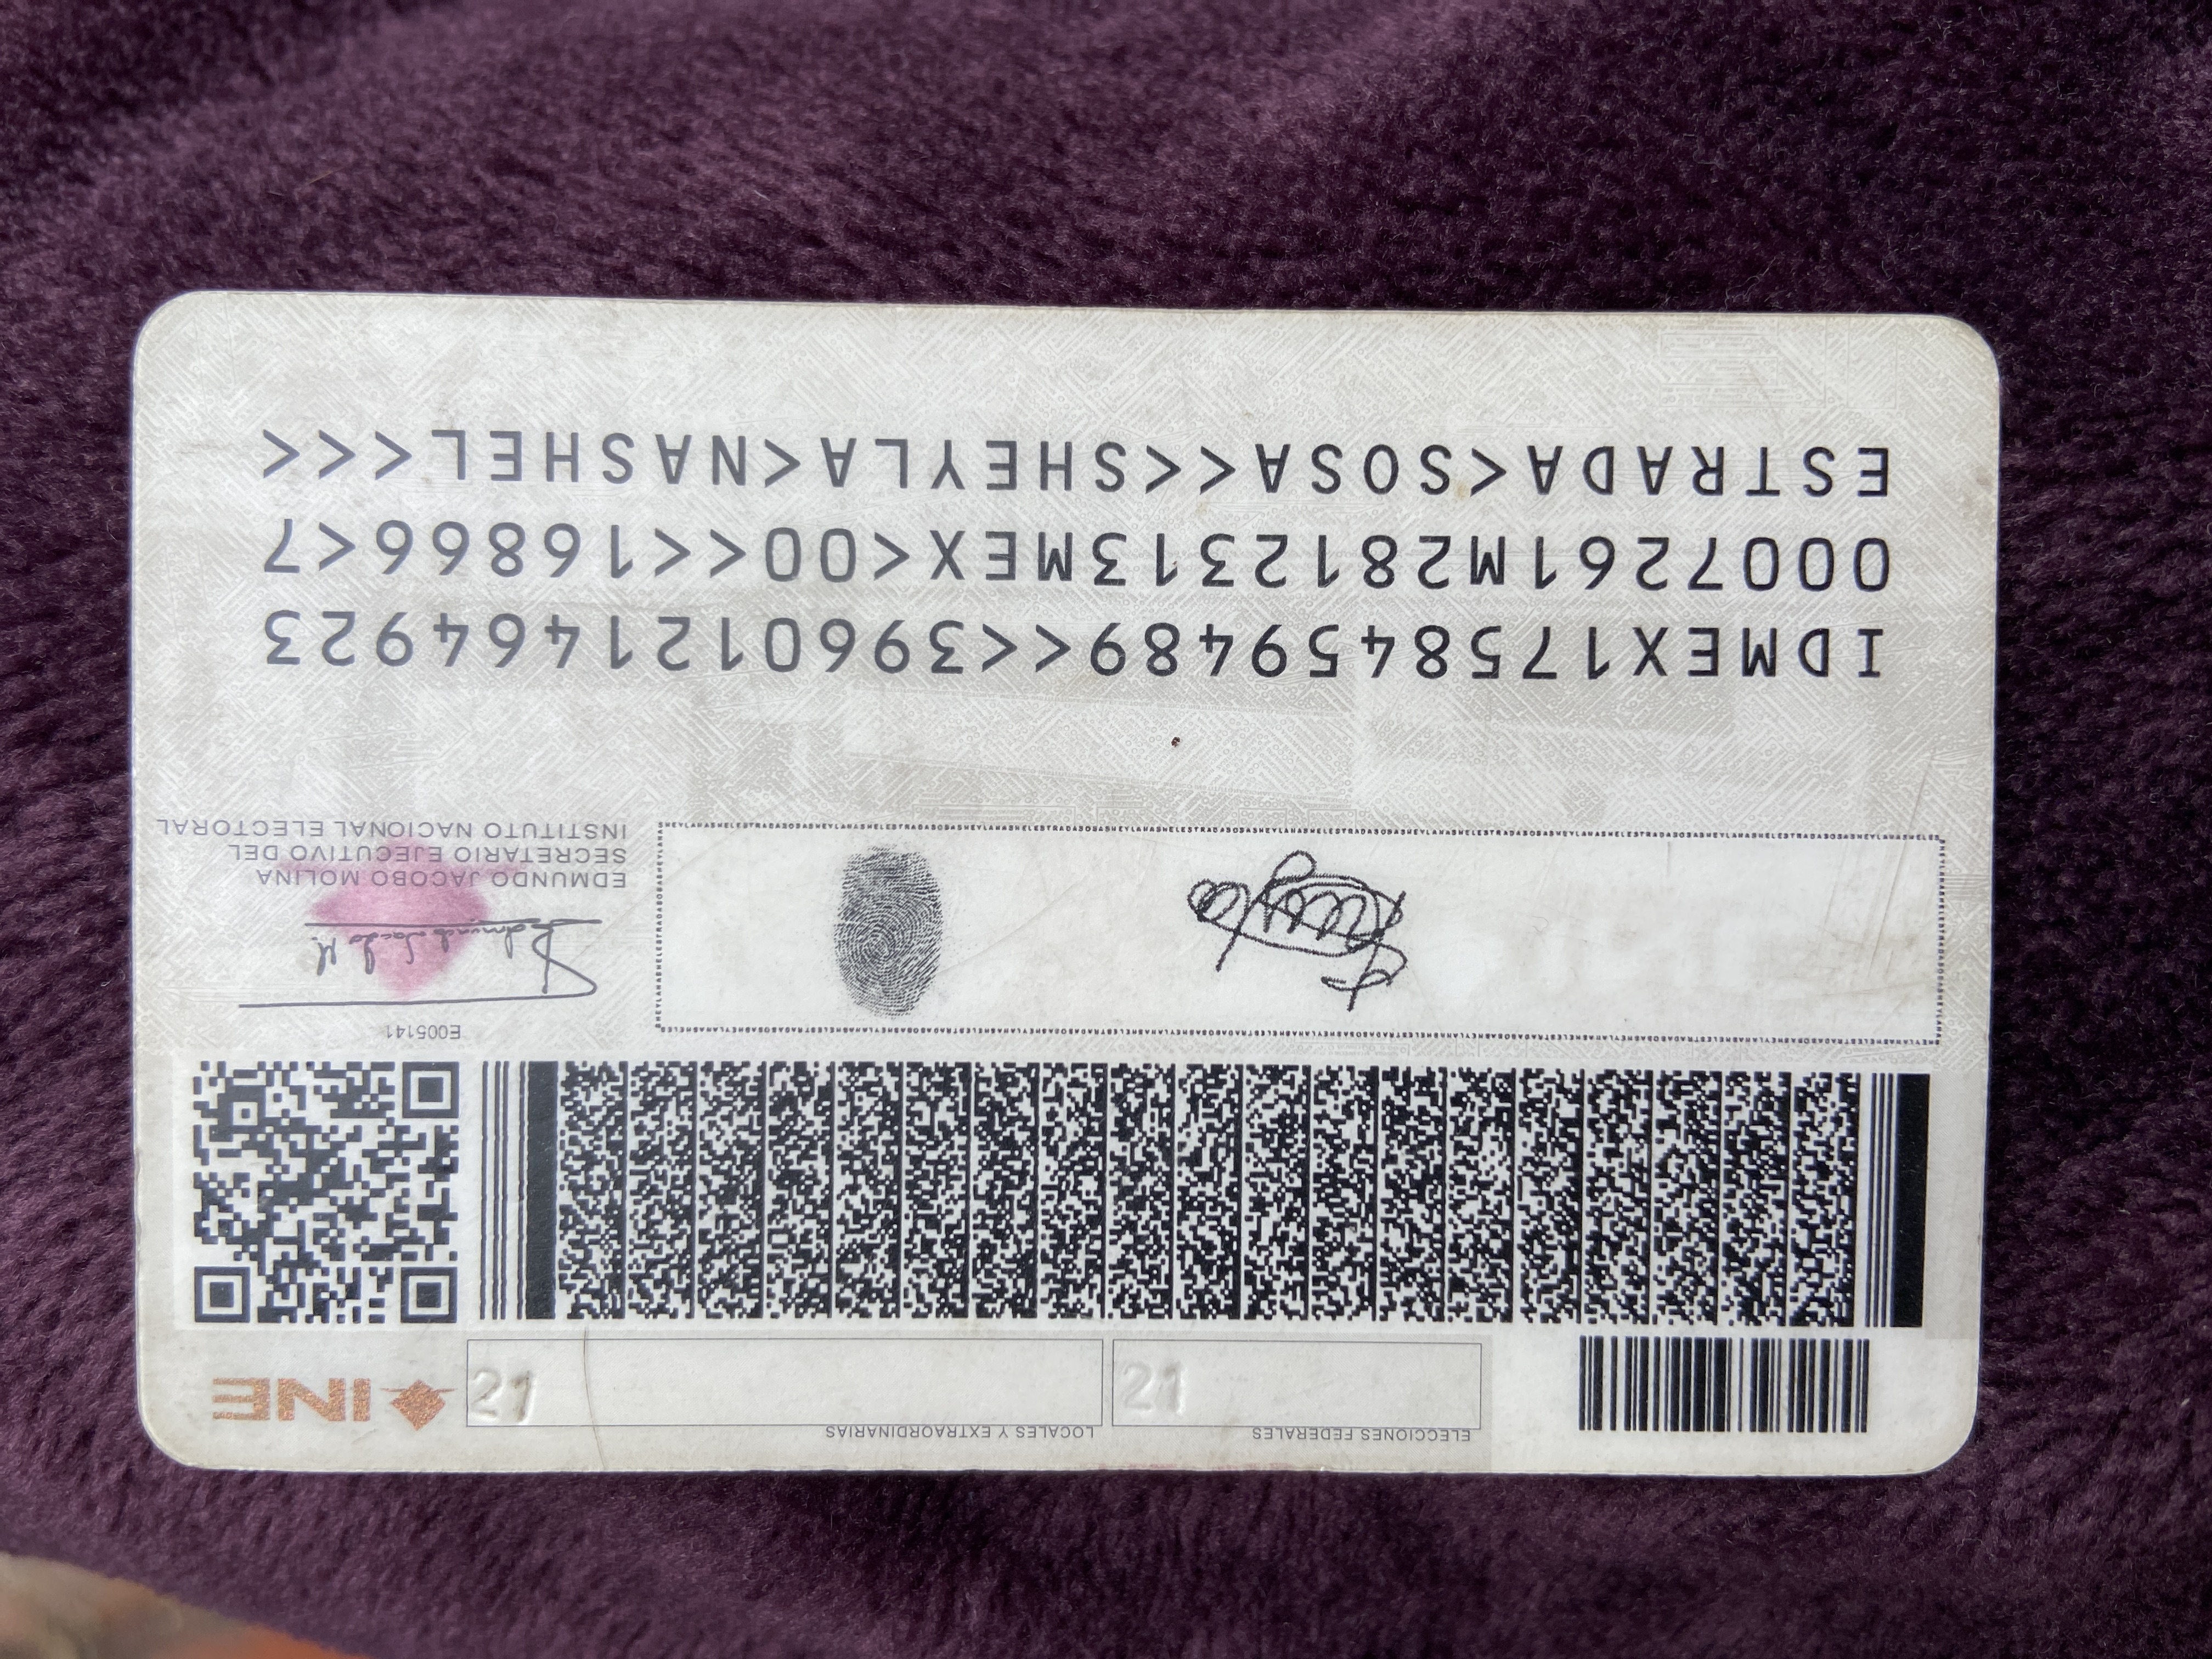 INE
ELECCIONES FEDERALES
LOCALES Y EXTRAORDINARIAS
21
21
E005141
EDMUNDO JACOBO MOLINA
SECRETARIO EJECUTIVO DEL
INSTITUTO NACIONAL ELECTORAL
IDMEX1758459489<<3960121464923
0007261M2812313MEX<00<<16866<7
ESTRADA<SOSA<<SHEYLA<NASHEL<<<